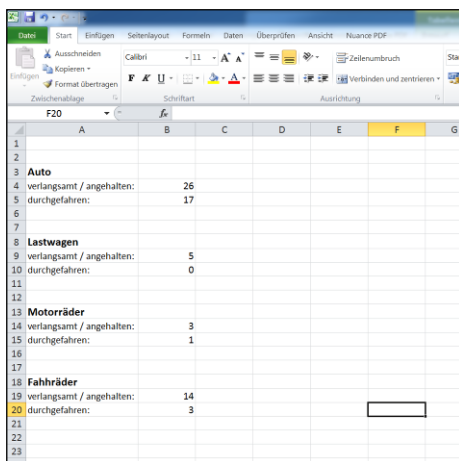 Datei Start Einfügen Seitenlayout Formeln Daten Überprüfen Ansicht Nuance PDF
Ausschneiden
Kopieren
Format übertragen
Einfügen
Calibri 11 A A
F K U A
Zeilenumbruch
Verbinden und zentrieren
Sta
Zwischenablage Schriftart Ausrichtung
F20 fx
A B C D E F G
1
2
3 Auto
4 verlangsamt / angehalten: 26
5 durchgefahren: 17
6
7
8 Lastwagen
9 verlangsamt / angehalten: 5
10 durchgefahren: 0
11
12
13 Motorräder
14 verlangsamt / angehalten: 3
15 durchgefahren: 1
16
17
18 Fahhräder
19 verlangsamt / angehalten: 14
20 durchgefahren: 3
21
22
23